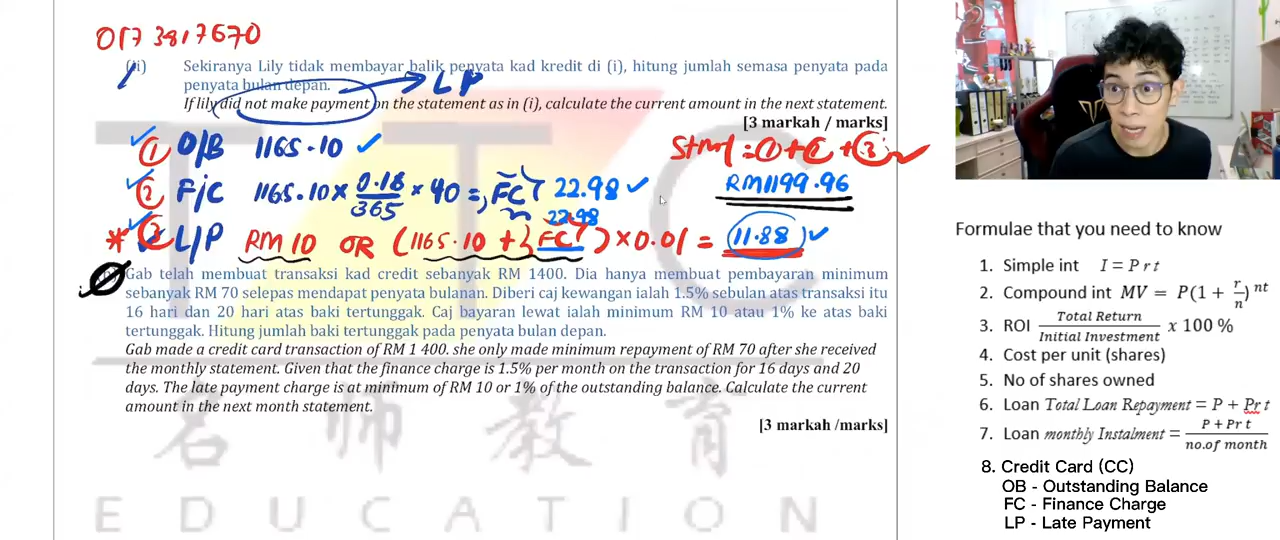 017 3817670
(ii) Sekiranya Lily tidak membayar balik penyata kad kredit di (i), hitung jumlah semasa penyata pada
penyata bulan depan. LP
If lily did not make payment on the statement as in (i), calculate the current amount in the next statement.
[3 markah / marks]
① O/B 1165.10 Stmt = ① + ② + ③
② F/C 1165.10 × 0.18/365 × 40 = FC 22.98 RM1199.96
22.98
* ③ L/P RM 10 OR (1165.10 + FC) × 0.01 = 11.88
Gab telah membuat transaksi kad credit sebanyak RM 1400. Dia hanya membuat pembayaran minimum
sebanyak RM 70 selepas mendapat penyata bulanan. Diberi caj kewangan ialah 1.5% sebulan atas transaksi itu
16 hari dan 20 hari atas baki tertunggak. Caj bayaran lewat ialah minimum RM 10 atau 1% ke atas baki
tertunggak. Hitung jumlah baki tertunggak pada penyata bulan depan.
Gab made a credit card transaction of RM 1 400. she only made minimum repayment of RM 70 after she received
the monthly statement. Given that the finance charge is 1.5% per month on the transaction for 16 days and 20
days. The late payment charge is at minimum of RM 10 or 1% of the outstanding balance. Calculate the current
amount in the next month statement.
[3 markah /marks]
TTC
名師教育
EDUCATION
Formulae that you need to know
1. Simple int I = P r t
2. Compound int MV = P(1 + r/n)^nt
3. ROI Total Return/Initial Investment x 100 %
4. Cost per unit (shares)
5. No of shares owned
6. Loan Total Loan Repayment = P + Pr t
7. Loan monthly Instalment = P + Pr t/no.of month
8. Credit Card (CC)
OB - Outstanding Balance
FC - Finance Charge
LP - Late Payment